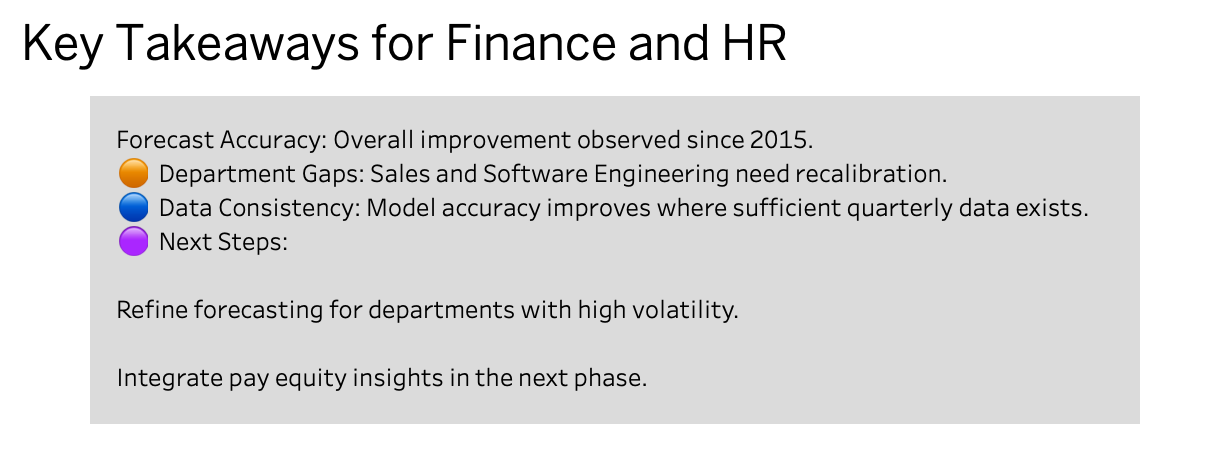 Key Takeaways for Finance and HR
Forecast Accuracy: Overall improvement observed since 2015.
🟠 Department Gaps: Sales and Software Engineering need recalibration.
🔵 Data Consistency: Model accuracy improves where sufficient quarterly data exists.
🟣 Next Steps:
Refine forecasting for departments with high volatility.
Integrate pay equity insights in the next phase.